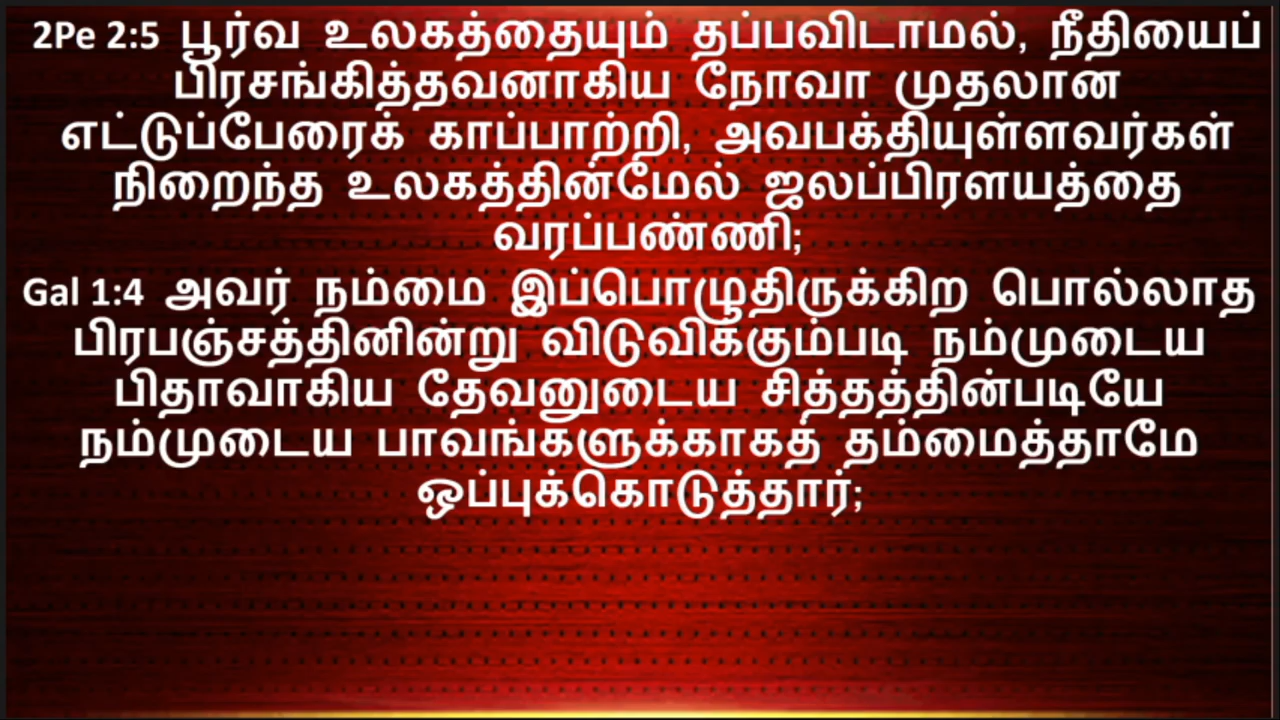 2Pe 2:5 பூர்வ உலகத்தையும் தப்பவிடாமல், நீதியைப்
பிரசங்கித்தவனாகிய நோவா முதலான
எட்டுப்பேரைக் காப்பாற்றி, அவபக்தியுள்ளவர்கள்
நிறைந்த உலகத்தின்மேல் ஜலப்பிரளயத்தை
வரப்பண்ணி;
Gal 1:4 அவர் நம்மை இப்பொழுதிருக்கிற பொல்லாத
பிரபஞ்சத்தினின்று விடுவிக்கும்படி நம்முடைய
பிதாவாகிய தேவனுடைய சித்தத்தின்படியே
நம்முடைய பாவங்களுக்காகத் தம்மைத்தாமே
ஒப்புக்கொடுத்தார்;